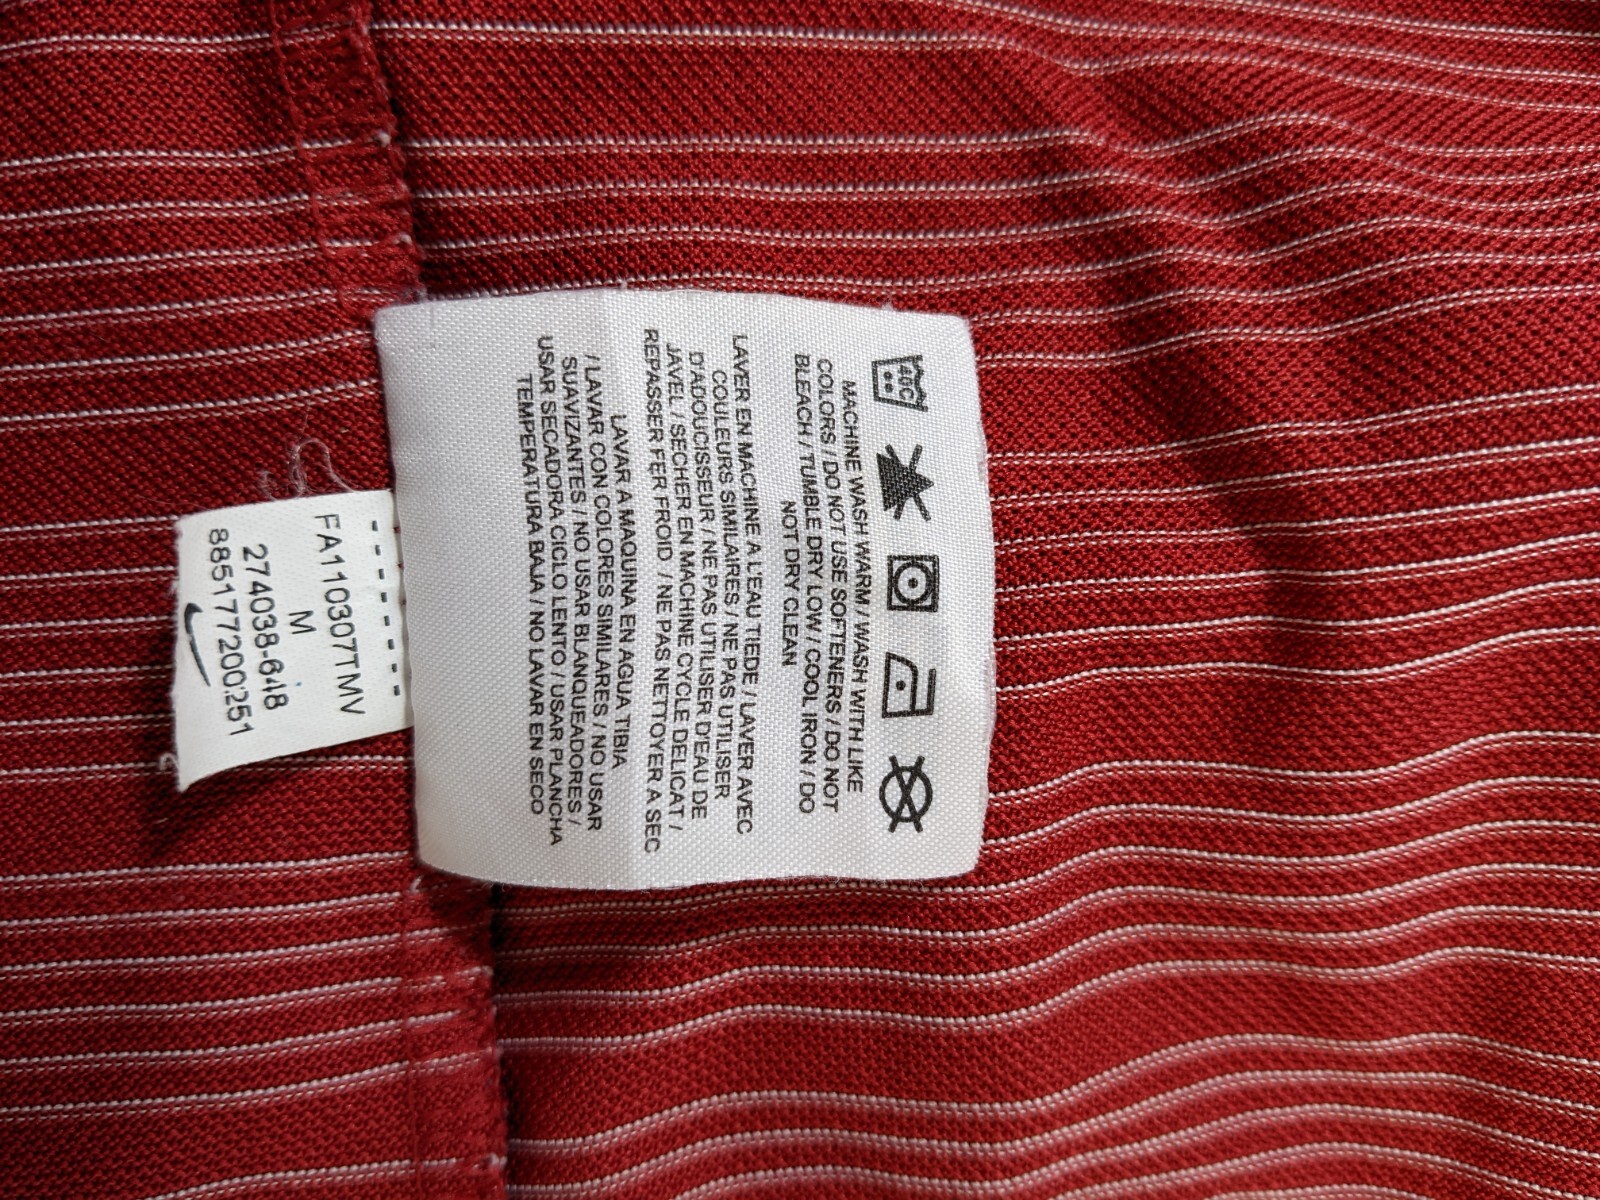 40C
MACHINE WASH WARM / WASH WITH LIKE
COLORS / DO NOT USE SOFTENERS / DO NOT
BLEACH / TUMBLE DRY LOW / COOL IRON / DO
NOT DRY CLEAN
LAVER EN MACHINE A L'EAU TIEDE / LAVER AVEC
COULEURS SIMILAIRES / NE PAS UTILISER
D'ADOUCISSEUR / NE PAS UTILISER D'EAU DE
JAVEL / SECHER EN MACHINE CYCLE DELICAT /
REPASSER FER FROID / NE PAS NETTOYER A SEC
LAVAR A MAQUINA EN AGUA TIBIA
/ LAVAR CON COLORES SIMILARES / NO USAR
SUAVIZANTES / NO USAR BLANQUEADORES /
USAR SECADORA CICLO LENTO / USAR PLANCHA
TEMPERATURA BAJA / NO LAVAR EN SECO
FA110307TMV
M
274038-648
885177200251